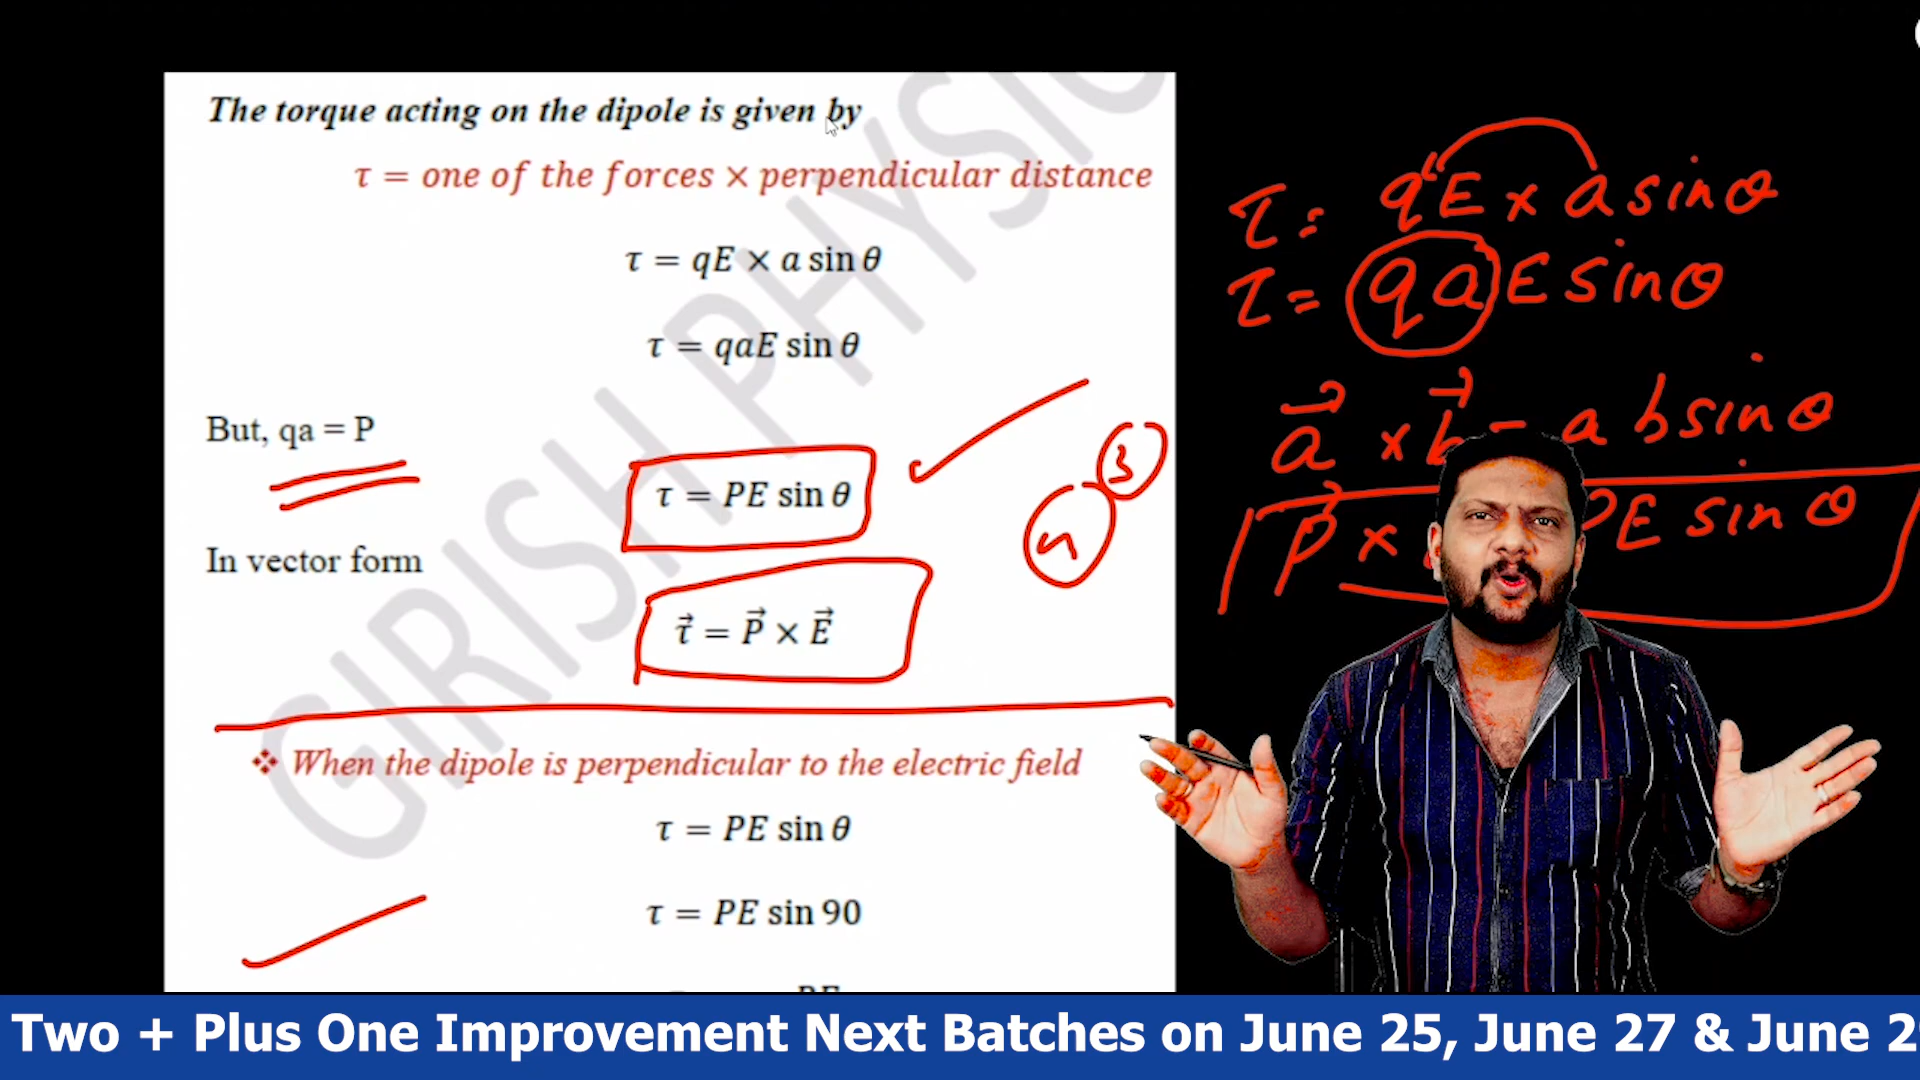 The torque acting on the dipole is given by
τ = one of the forces × perpendicular distance
τ = qE × a sin θ
τ = qaE sin θ
But, qa = P
τ = PE sin θ
In vector form
τ⃗ = P⃗ × E⃗
❖ When the dipole is perpendicular to the electric field
τ = PE sin θ
τ = PE sin 90
GIRISH PHYSIC
τ = qE × a sinθ
τ = qa E sinθ
a⃗ × b⃗ = a b sinθ
P⃗ × PE sinθ
3
Two + Plus One Improvement Next Batches on June 25, June 27 & June 2